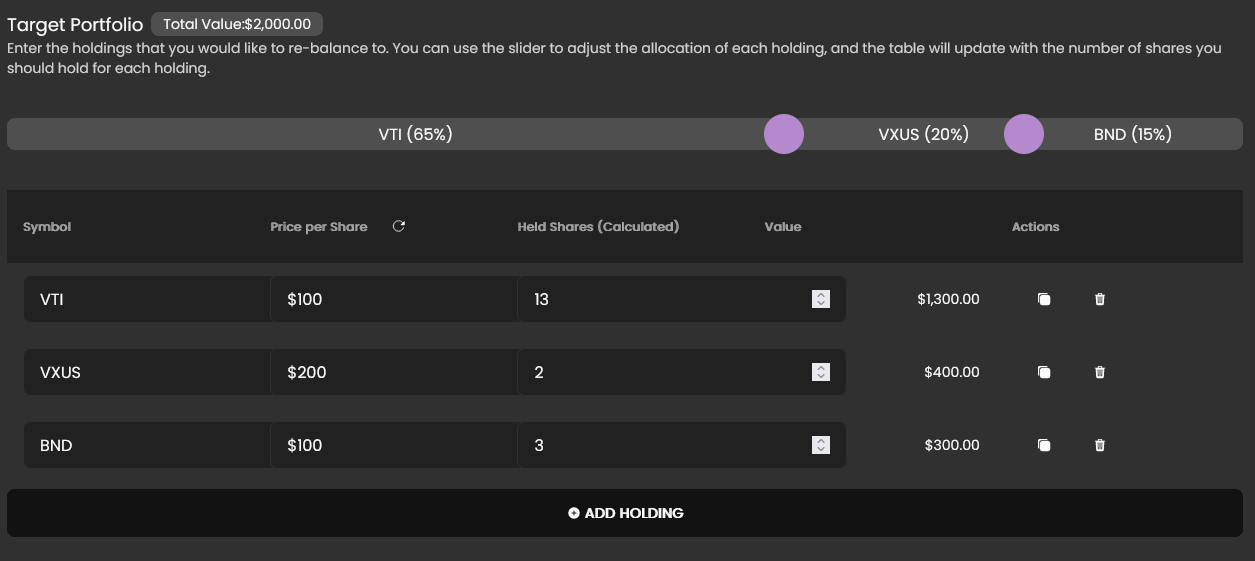 Target Portfolio Total Value:$2,000.00
Enter the holdings that you would like to re-balance to. You can use the slider to adjust the allocation of each holding, and the table will update with the number of shares you
should hold for each holding.
VTI (65%) VXUS (20%) BND (15%)
Symbol Price per Share Held Shares (Calculated) Value Actions
VTI $100 13 $1,300.00
VXUS $200 2 $400.00
BND $100 3 $300.00
ADD HOLDING